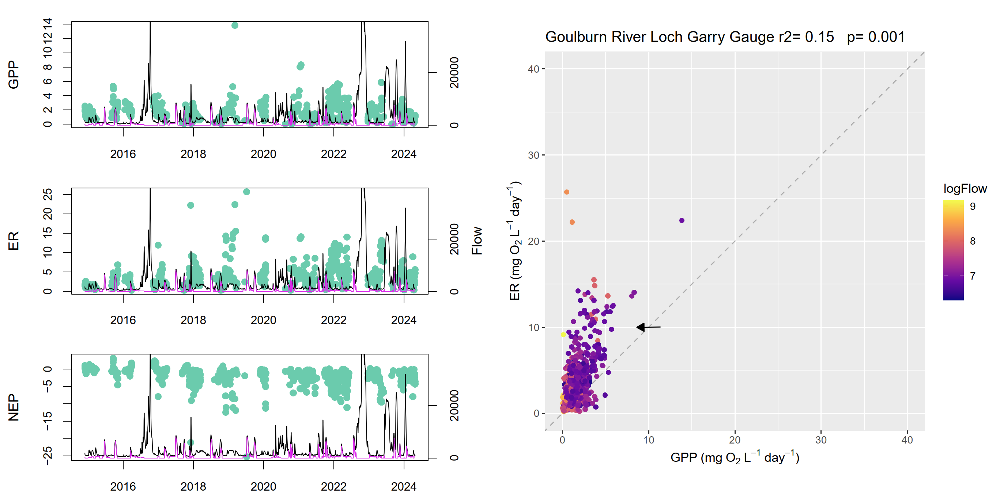 GPP
0 2 4 6 8 10 12 14
0 20000
2016 2018 2020 2022 2024
ER
0 5 10 15 20 25
0 20000
Flow
2016 2018 2020 2022 2024
NEP
−25 −15 −5 0
0 20000
2016 2018 2020 2022 2024
Goulburn River Loch Garry Gauge r2= 0.15 p= 0.001
ER (mg O₂ L⁻¹ day⁻¹)
40
30
20
10
0
0 10 20 30 40
GPP (mg O₂ L⁻¹ day⁻¹)
logFlow
9
8
7